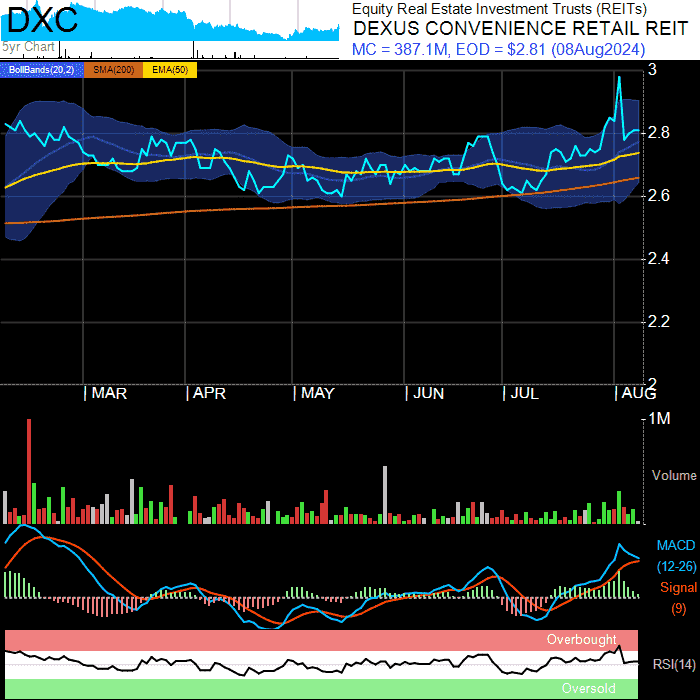 DXC
5yr Chart
Equity Real Estate Investment Trusts (REITs)
DEXUS CONVENIENCE RETAIL REIT
MC = 387.1M, EOD = $2.81 (08Aug2024)
BollBands(20,2) SMA(200) EMA(50)
3
2.8
2.6
2.4
2.2
2
MAR APR MAY JUN JUL AUG
1M
Volume
MACD
(12-26)
Signal
(9)
Overbought
RSI(14)
Oversold